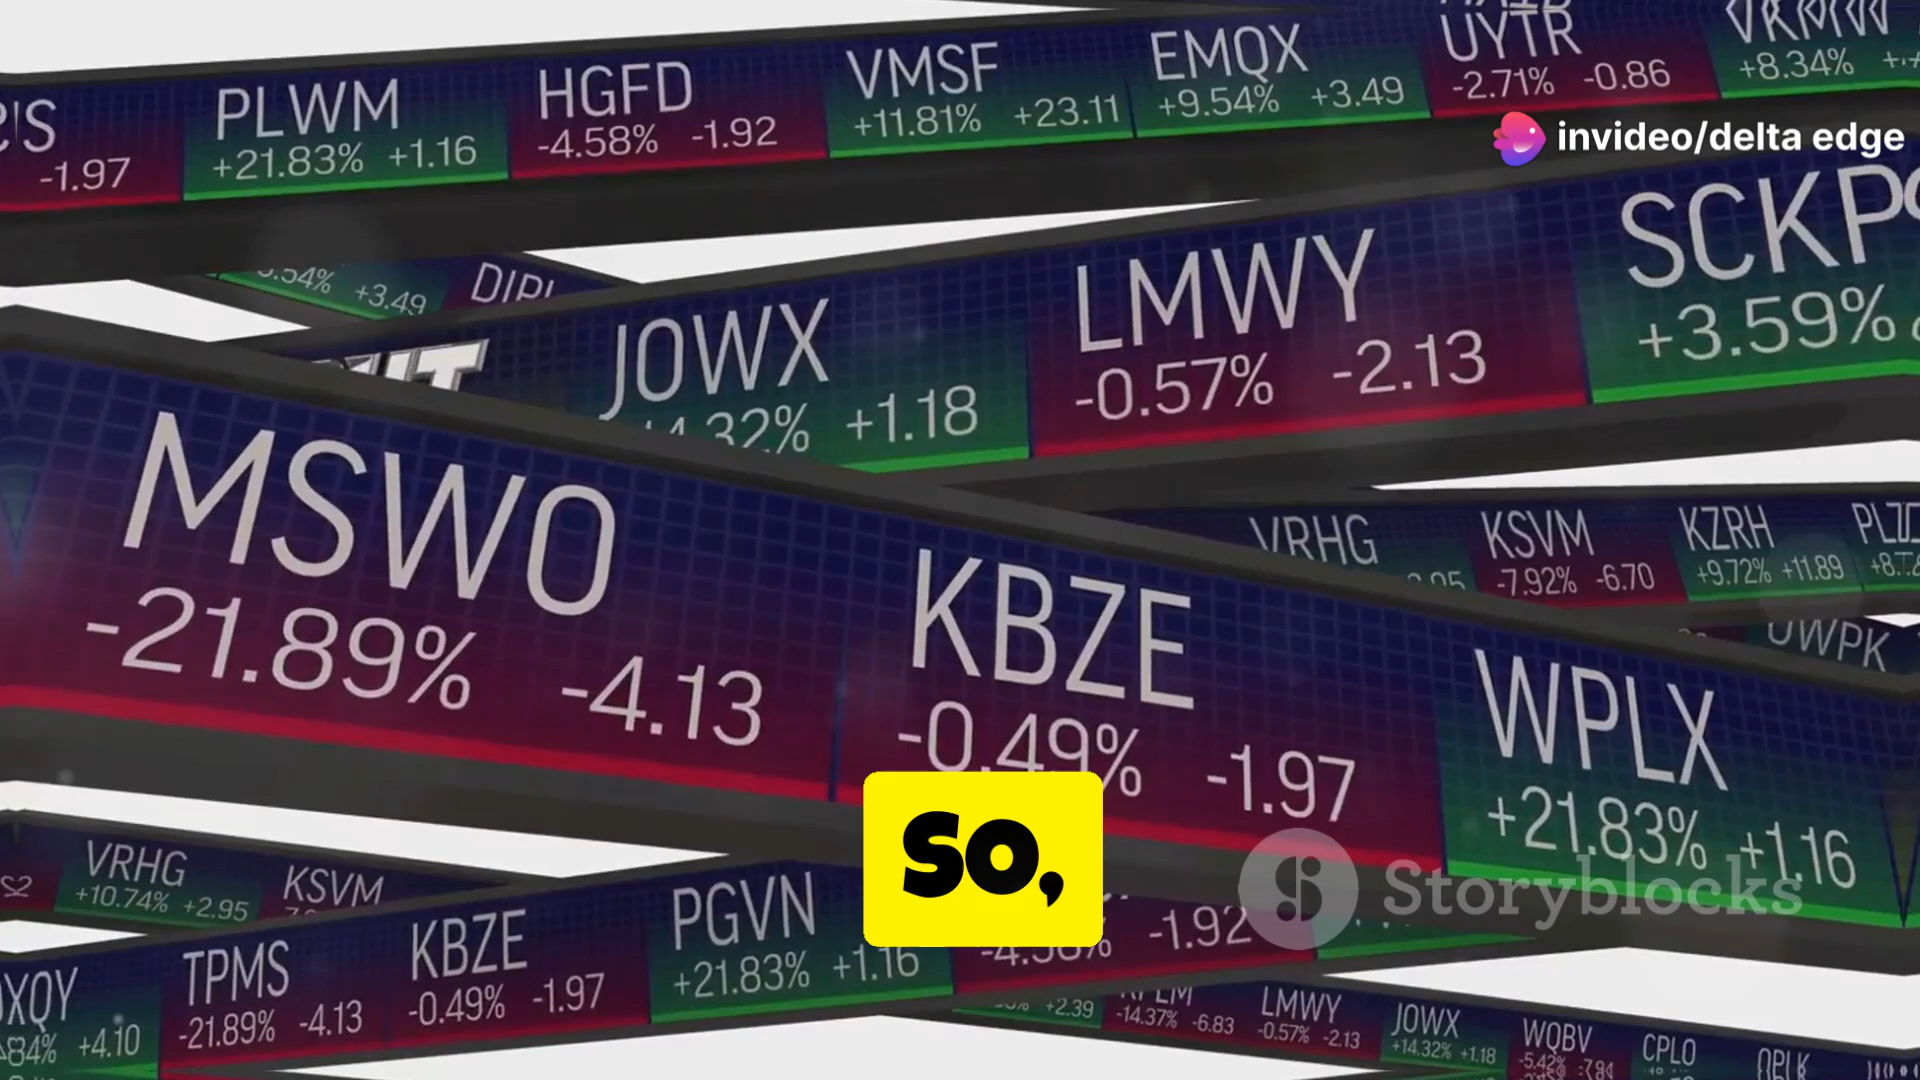 -1.97
PLWM
+21.83% +1.16
HGFD
-4.58% -1.92
VMSF
+11.81% +23.11
EMQX
+9.54% +3.49
UYTR
-2.71% -0.86
+8.34%
invideo/delta edge
+3.49
JOWX
+1.18
LMWY
-0.57% -2.13
SCKP
+3.59%
MSWO
-21.89% -4.13
KBZE
-0.49% -1.97
WPLX
+21.83% +1.16
VRHG
KSVM
-7.92% -6.70
KZRH
+9.72% +11.89
UWPK
so,
Storyblocks
VRHG
+10.74% +2.95
KSVM
TPMS
-21.89% -4.13
KBZE
-0.49% -1.97
PGVN
+21.83% +1.16
-1.92
+4.10
+2.39
-14.37% -6.83
LMWY
-0.57% -2.13
JOWX
+14.32% +1.18
WQBV
CPLO